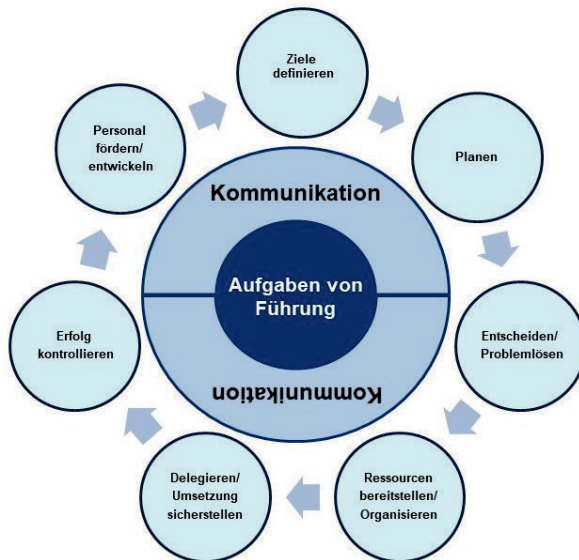 Ziele
definieren
Planen
Entscheiden/
Problemlösen
Ressourcen
bereitstellen/
Organisieren
Delegieren/
Umsetzung
sicherstellen
Erfolg
kontrollieren
Personal
fördern/
entwickeln
Kommunikation
Aufgaben von
Führung
Kommunikation